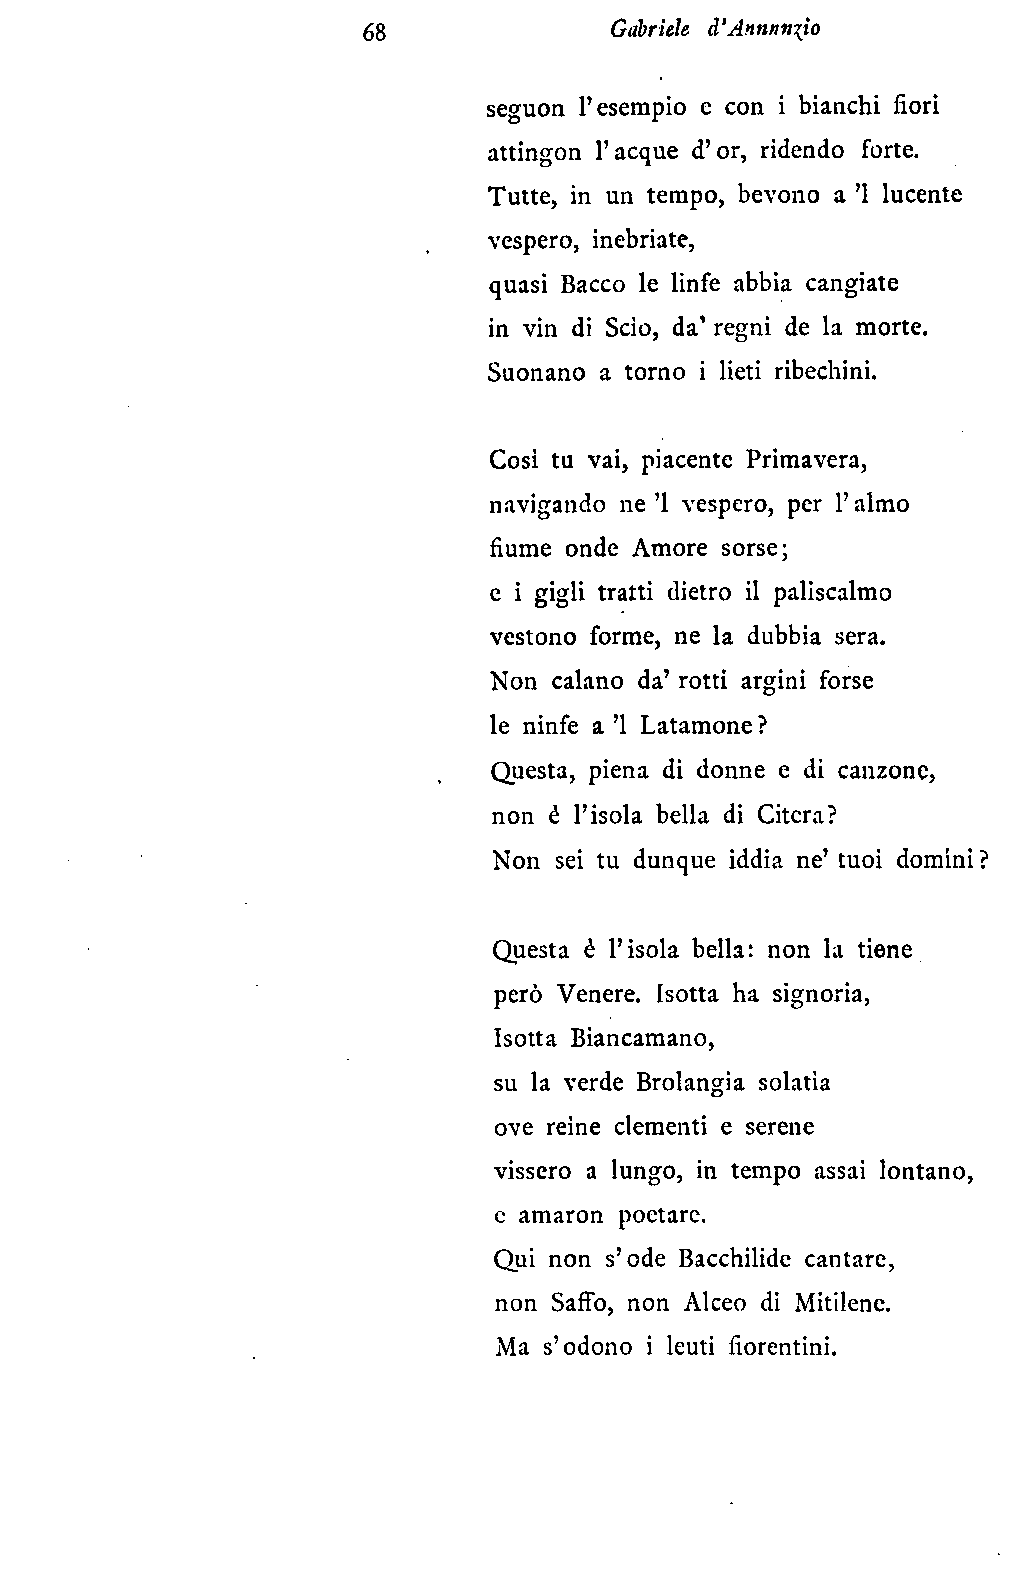 68 Gabriele d'Annunzio
seguon l'esempio e con i bianchi fiori
attingon l'acque d'or, ridendo forte.
Tutte, in un tempo, bevono a 'l lucente
vespero, inebriate,
quasi Bacco le linfe abbia cangiate
in vin di Scio, da' regni de la morte.
Suonano a torno i lieti ribechini.

Così tu vai, piacente Primavera,
navigando ne 'l vespero, per l'almo
fiume onde Amore sorse;
e i gigli tratti dietro il paliscalmo
vestono forme, ne la dubbia sera.
Non calano da' rotti argini forse
le ninfe a 'l Latamone?
Questa, piena di donne e di canzone,
non è l'isola bella di Citera?
Non sei tu dunque iddia ne' tuoi domíni?

Questa è l'isola bella: non la tiene
però Venere. Isotta ha signoria,
Isotta Biancamano,
su la verde Brolangia solatìa
ove reine clementi e serene
vissero a lungo, in tempo assai lontano,
e amaron poetare.
Qui non s'ode Bacchilide cantare,
non Saffo, non Alceo di Mitilene.
Ma s'odono i leuti fiorentini.